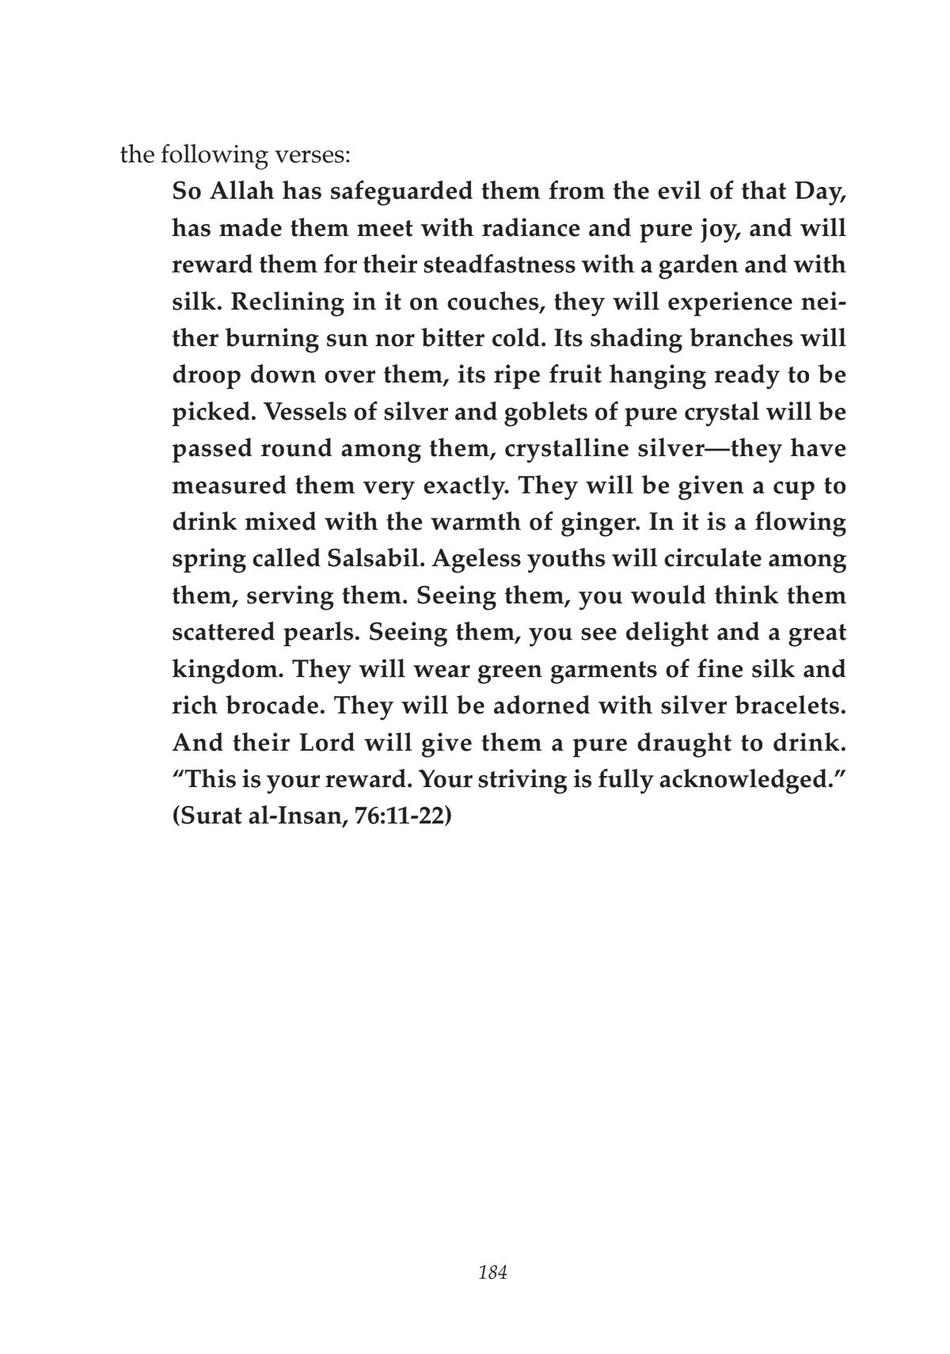 the following verses:
So Allah has safeguarded them from the evil of that Day,
has made them meet with radiance and pure joy, and will
reward them for their steadfastness with a garden and with
silk. Reclining in it on couches, they will experience nei-
ther burning sun nor bitter cold. Its shading branches will
droop down over them, its ripe fruit hanging ready to be
picked. Vessels of silver and goblets of pure crystal will be
passed round among them, crystalline silver—they have
measured them very exactly. They will be given a cup to
drink mixed with the warmth of ginger. In it is a flowing
spring called Salsabil. Ageless youths will circulate among
them, serving them. Seeing them, you would think them
scattered pearls. Seeing them, you see delight and a great
kingdom. They will wear green garments of fine silk and
rich brocade. They will be adorned with silver bracelets.
And their Lord will give them a pure draught to drink.
“This is your reward. Your striving is fully acknowledged.”
(Surat al-Insan, 76:11-22)
184